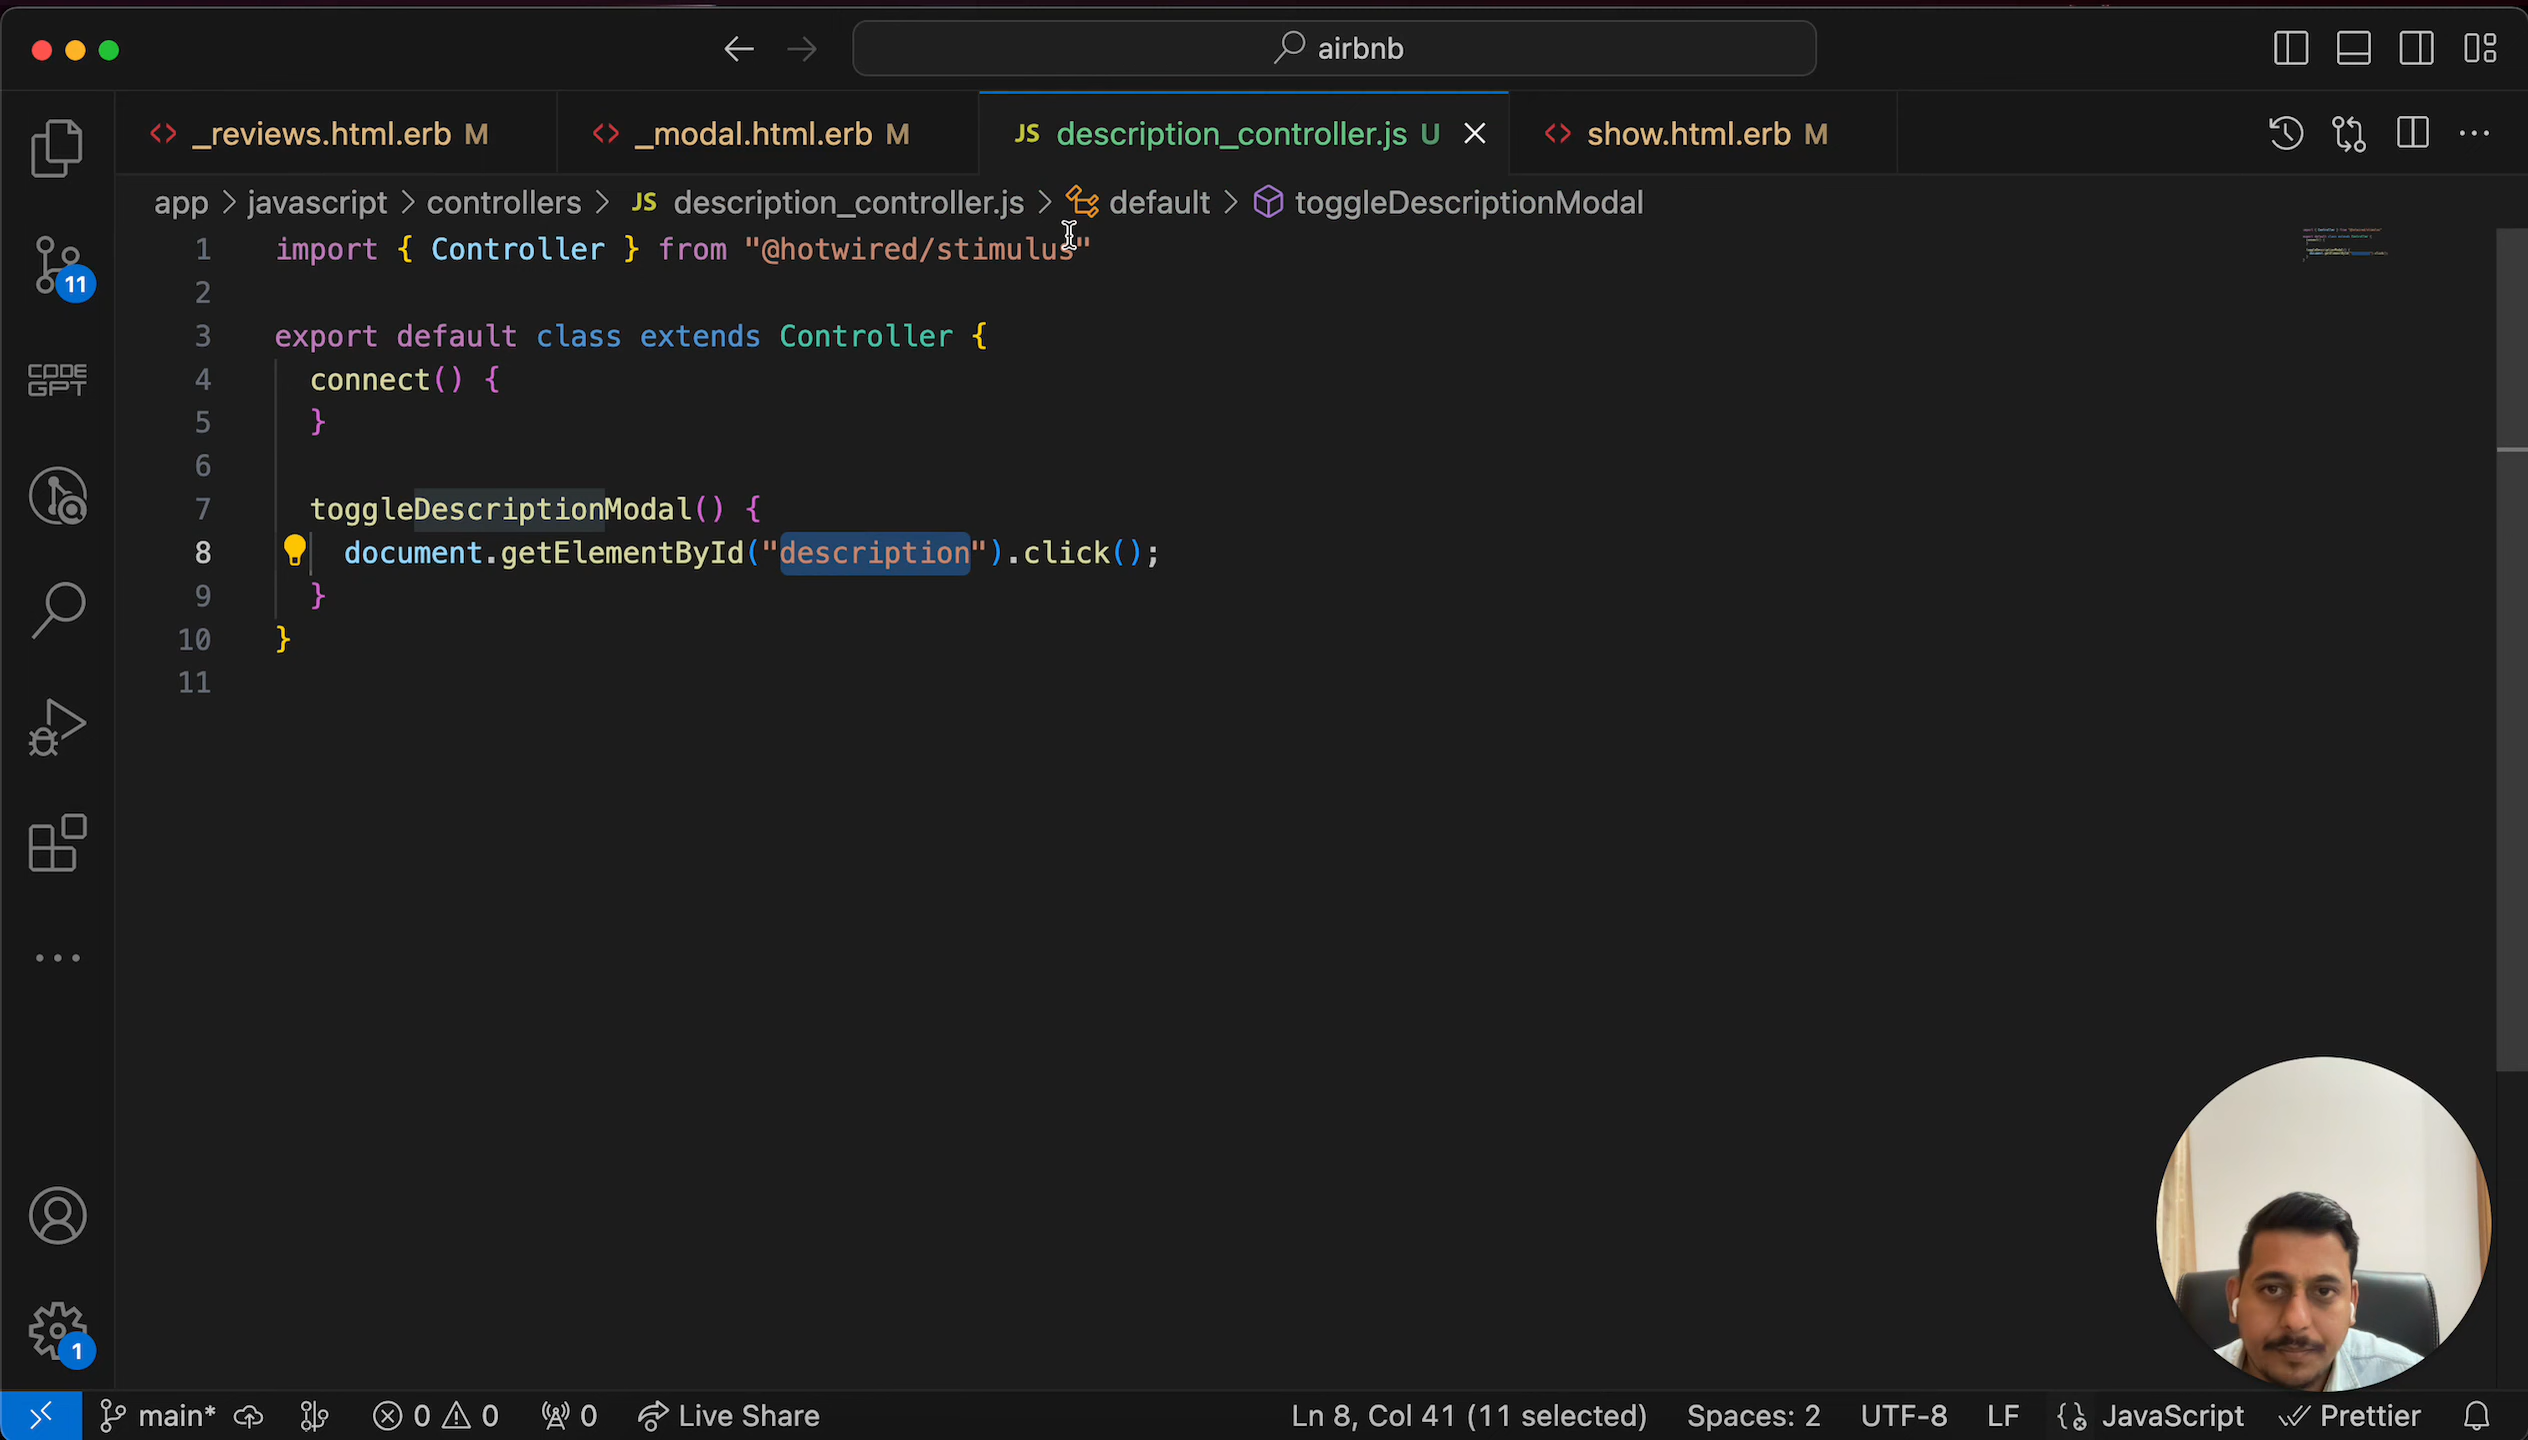 airbnb
_reviews.html.erb M
_modal.html.erb M
JS description_controller.js U
show.html.erb M
app > javascript > controllers > JS description_controller.js > default > toggleDescriptionModal
1 import { Controller } from "@hotwired/stimulus"
2
3 export default class extends Controller {
4 connect() {
5 }
6
7 toggleDescriptionModal() {
8 document.getElementById("description").click();
9 }
10 }
11
11
CODE
GPT
1
main* 0 0 0 Live Share Ln 8, Col 41 (11 selected) Spaces: 2 UTF-8 LF JavaScript Prettier